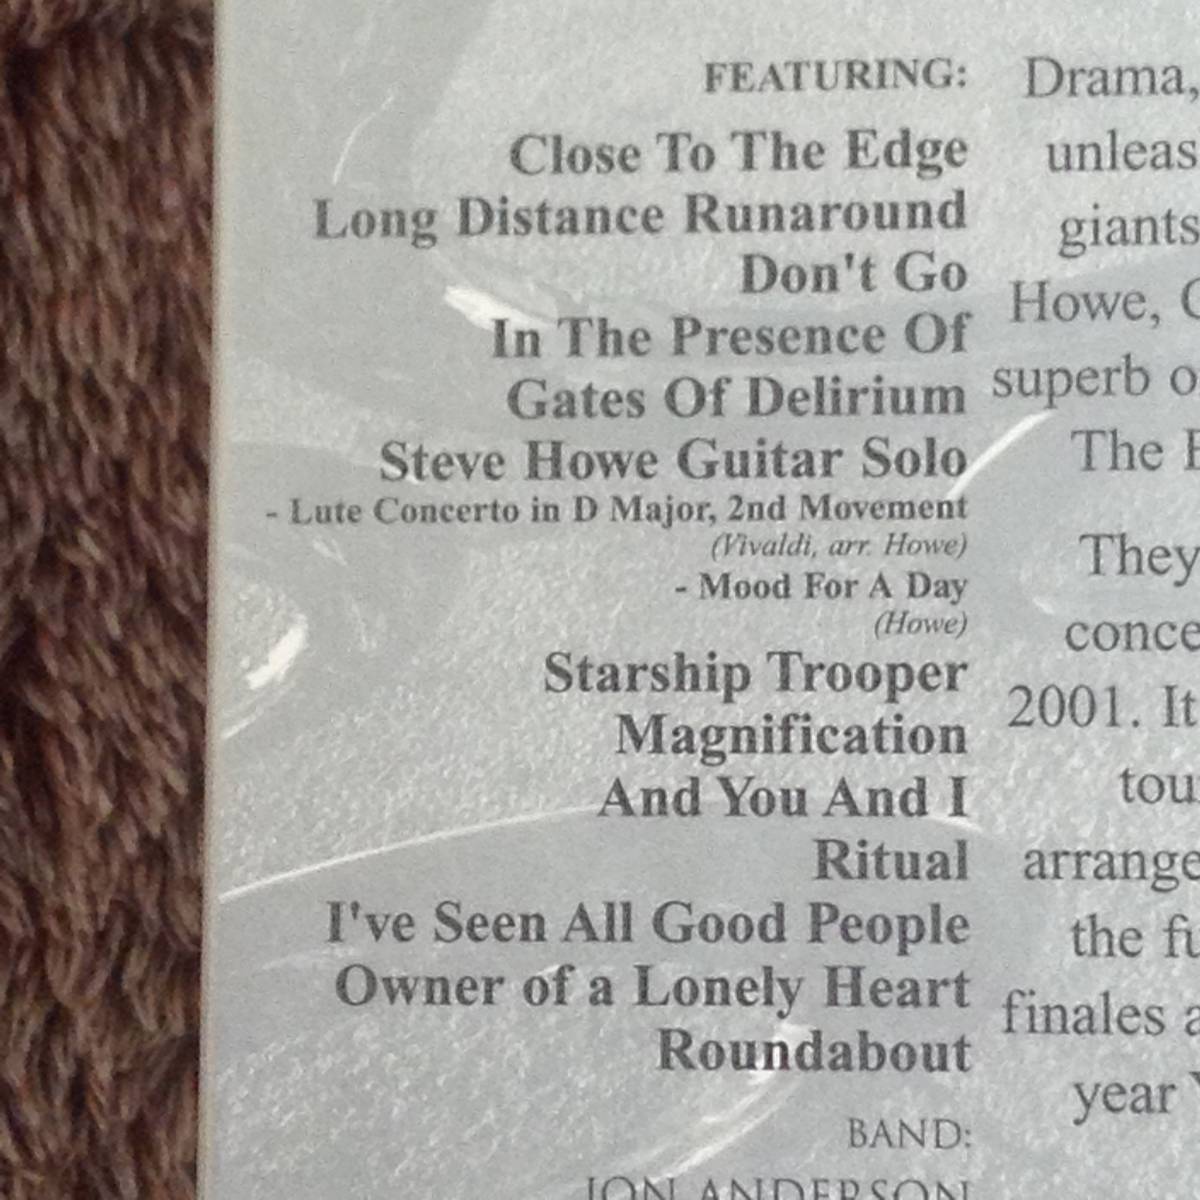 FEATURING:
Close To The Edge
Long Distance Runaround
Don't Go
In The Presence Of
Gates Of Delirium
Steve Howe Guitar Solo
- Lute Concerto in D Major, 2nd Movement
(Vivaldi, arr. Howe)
- Mood For A Day
(Howe)
Starship Trooper
Magnification
And You And I
Ritual
I've Seen All Good People
Owner of a Lonely Heart
Roundabout
BAND:
JON ANDERSON
Drama,
unleas
giants
Howe,
superb
The
They
conce
2001. It
tou
arrange
the fu
finales a
year